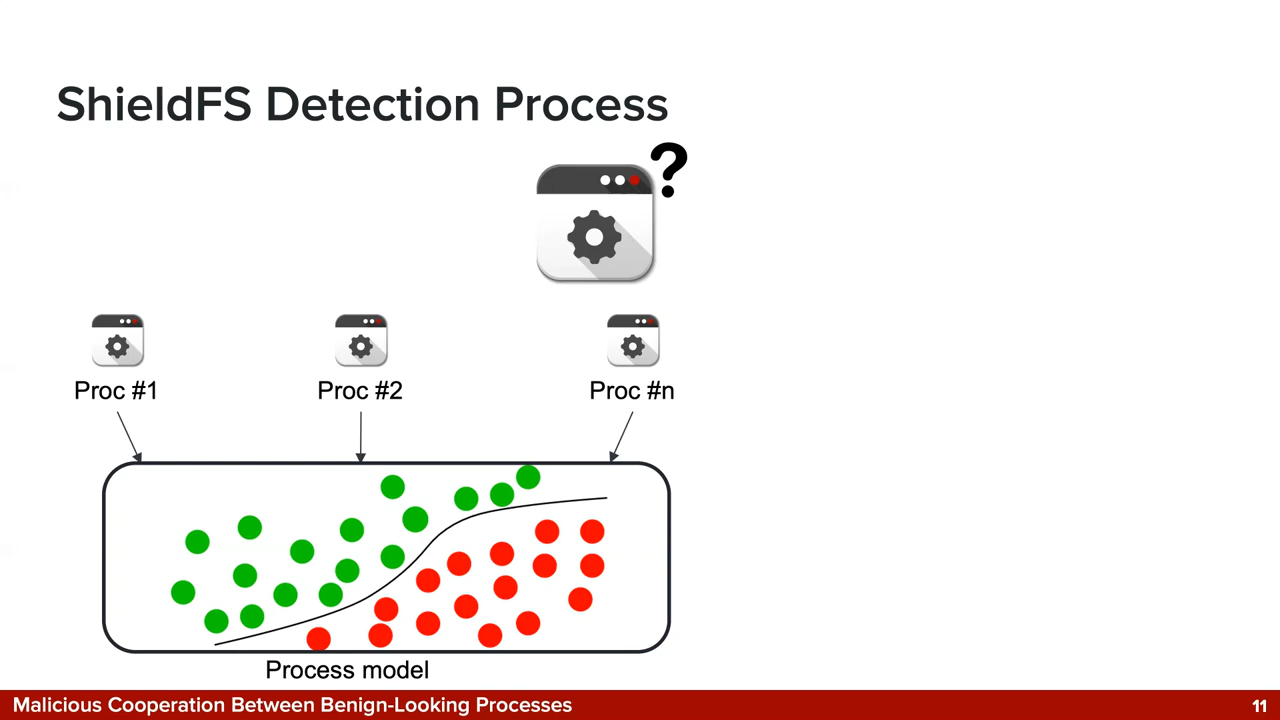 ShieldFS Detection Process
?
Proc #1
Proc #2
Proc #n
Process model
Malicious Cooperation Between Benign-Looking Processes
11